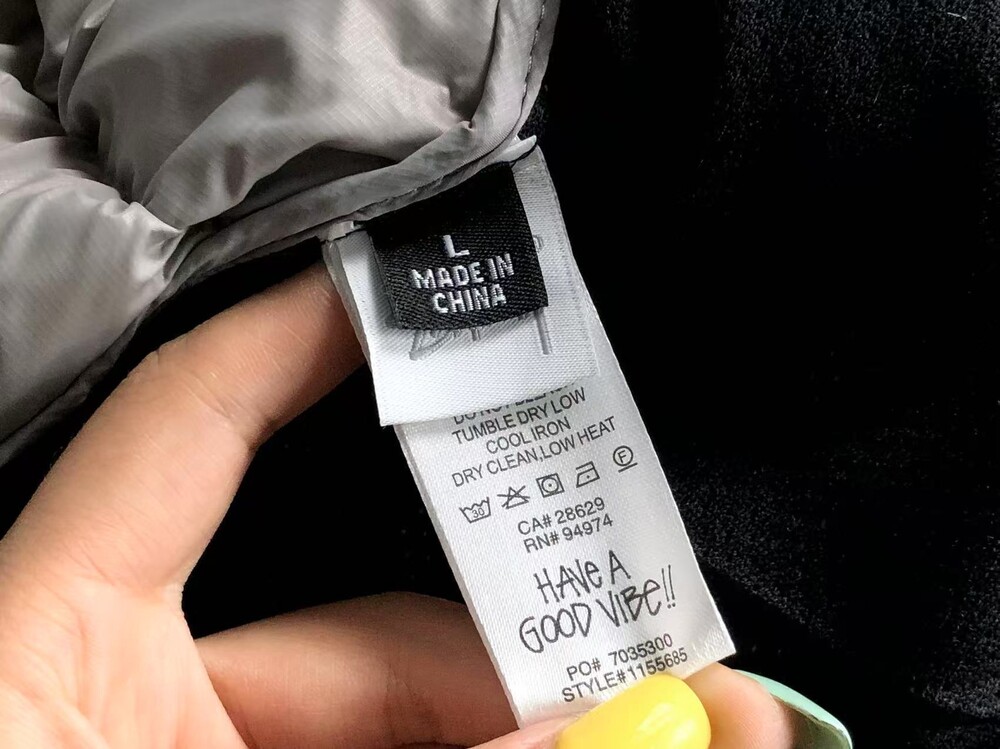 L
MADE IN
CHINA
TUMBLE DRY LOW
COOL IRON
DRY CLEAN,LOW HEAT
30
F
CA# 28629
RN# 94974
HAVE A
GOOD VIBE!!
PO# 7035300
STYLE#1155685